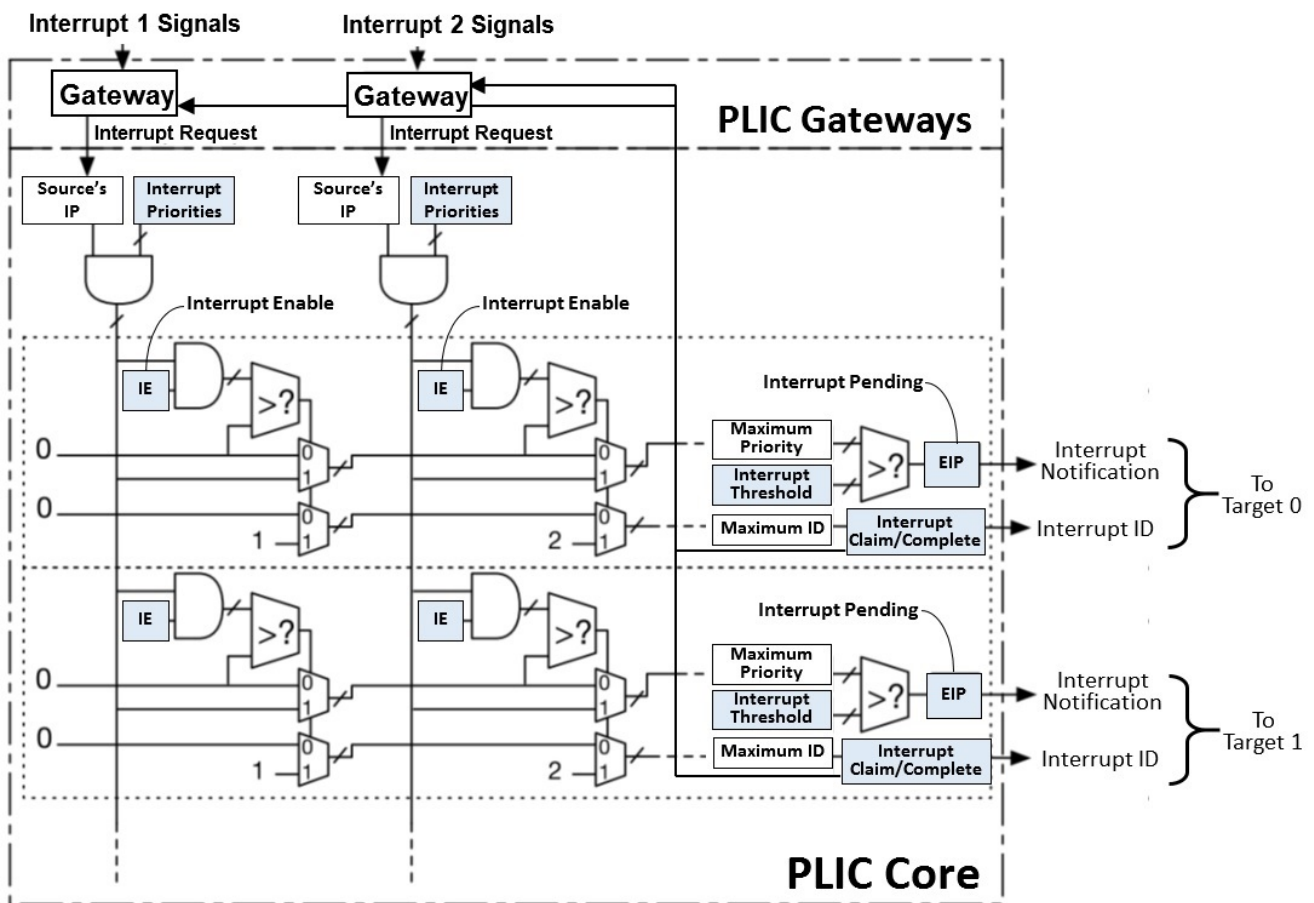 Interrupt 1 Signals
Interrupt 2 Signals
Gateway
Gateway
PLIC Gateways
Interrupt Request
Interrupt Request
Source's
IP
Interrupt
Priorities
Source's
IP
Interrupt
Priorities
Interrupt Enable
Interrupt Enable
IE
>?
IE
>?
Interrupt Pending
0
0
1
0
1
Maximum
Priority
Interrupt
Threshold
>?
EIP
Interrupt
Notification
0
0
1
1
0
1
2
Maximum ID
Interrupt
Claim/Complete
Interrupt ID
To
Target 0
IE
>?
IE
>?
Interrupt Pending
0
0
1
0
1
Maximum
Priority
Interrupt
Threshold
>?
EIP
Interrupt
Notification
0
0
1
1
0
1
2
Maximum ID
Interrupt
Claim/Complete
Interrupt ID
To
Target 1
PLIC Core